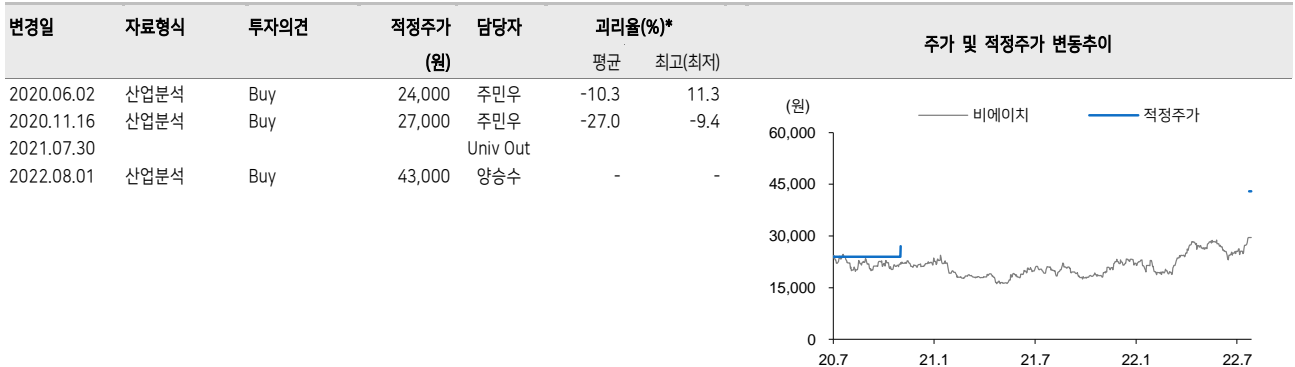 변경일 자료형식 투자의견 적정주가 담당자 괴리율(%)*
(원) 평균 최고(최저)
2020.06.02 산업분석 Buy 24,000 주민우 -10.3 11.3
2020.11.16 산업분석 Buy 27,000 주민우 -27.0 -9.4
2021.07.30 Univ Out
2022.08.01 산업분석 Buy 43,000 양승수 - -
주가 및 적정주가 변동추이
(원)
비에이치 적정주가
60,000
45,000
30,000
15,000
0
20.7 21.1 21.7 22.1 22.7